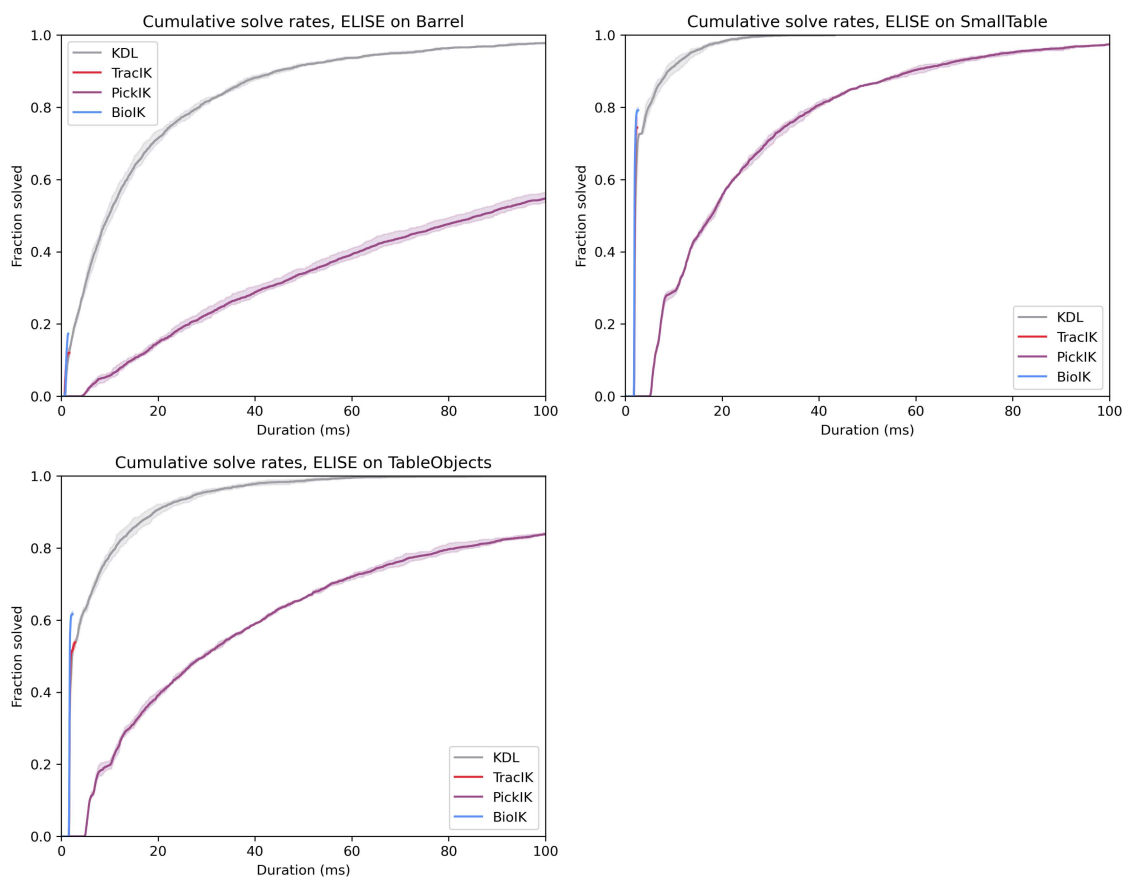 Cumulative solve rates, ELISE on Barrel
1.0
0.8
0.6
0.4
0.2
0.0
Fraction solved
KDL
TracIK
PickIK
BioIK
0 20 40 60 80 100
Duration (ms)
Cumulative solve rates, ELISE on SmallTable
1.0
0.8
0.6
0.4
0.2
0.0
Fraction solved
KDL
TracIK
PickIK
BioIK
0 20 40 60 80 100
Duration (ms)
Cumulative solve rates, ELISE on TableObjects
1.0
0.8
0.6
0.4
0.2
0.0
Fraction solved
KDL
TracIK
PickIK
BioIK
0 20 40 60 80 100
Duration (ms)